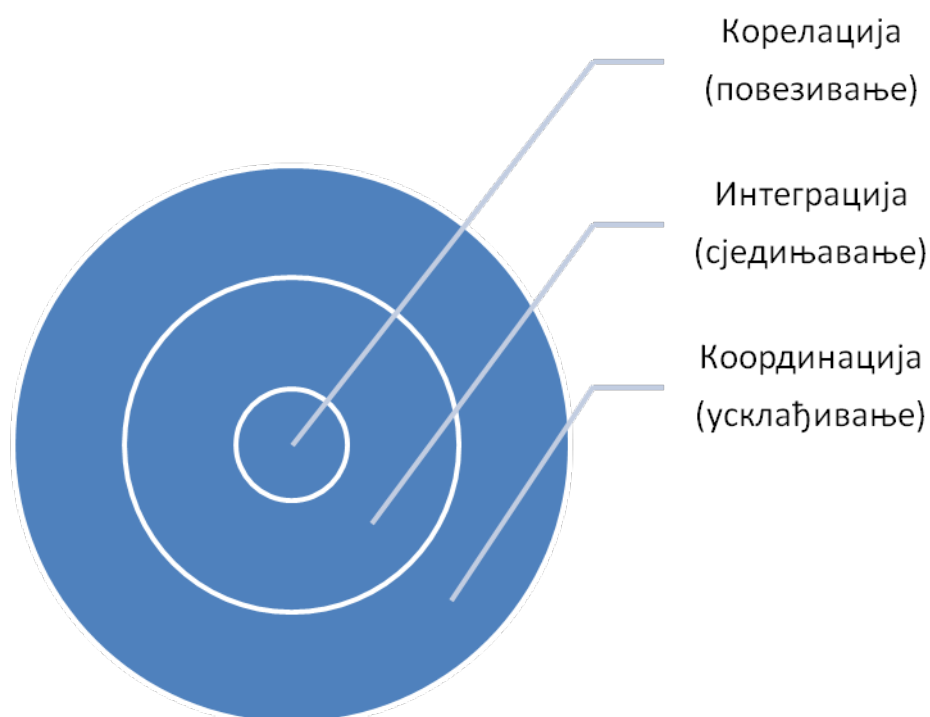 Корелација
(повезивање)
Интеграција
(сједињавање)
Координација
(усклађивање)